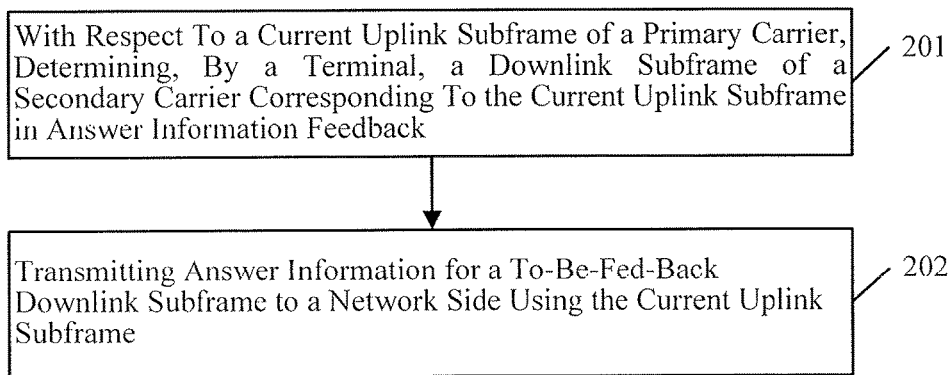 With Respect To a Current Uplink Subframe of a Primary Carrier,
Determining, By a Terminal, a Downlink Subframe of a
Secondary Carrier Corresponding To the Current Uplink Subframe
in Answer Information Feedback
201
Transmitting Answer Information for a To-Be-Fed-Back
Downlink Subframe to a Network Side Using the Current Uplink
Subframe
202